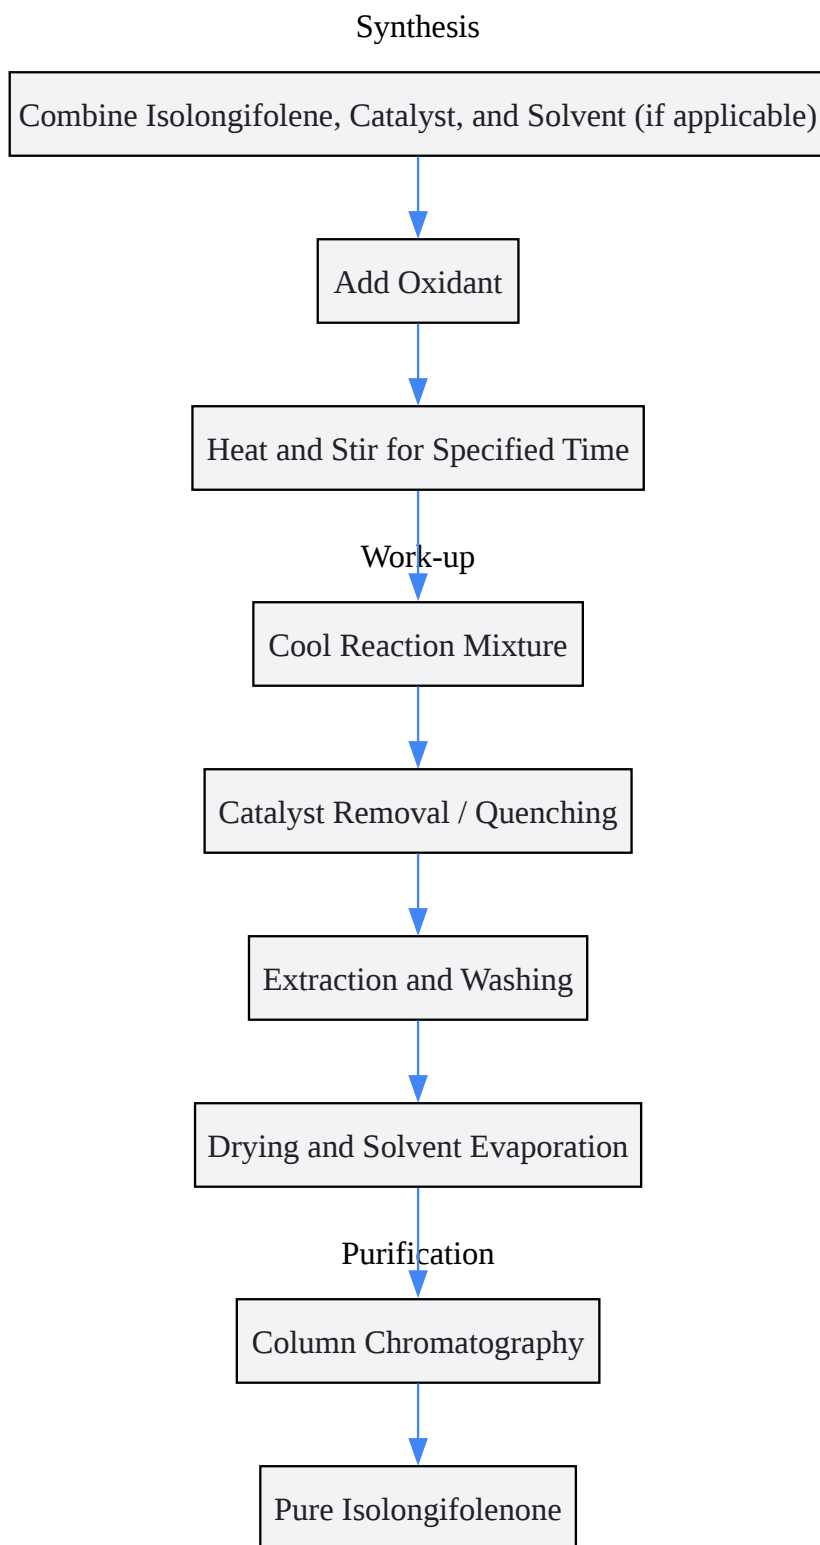 Synthesis
Combine Isolongifolene, Catalyst, and Solvent (if applicable)
Add Oxidant
Heat and Stir for Specified Time
Work-up
Cool Reaction Mixture
Catalyst Removal / Quenching
Extraction and Washing
Drying and Solvent Evaporation
Purification
Column Chromatography
Pure Isolongifolenone